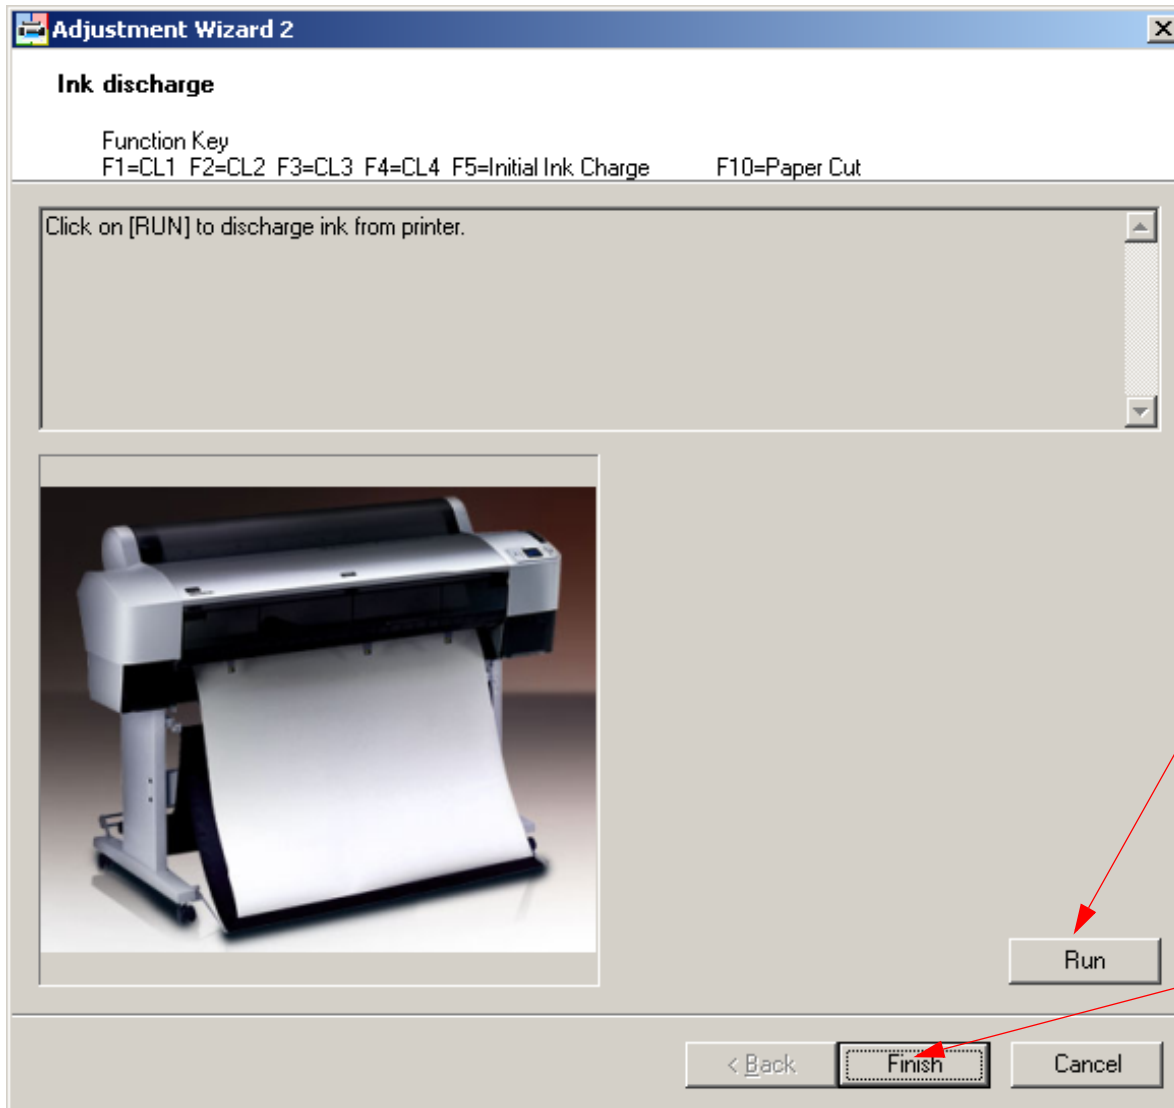 Adjustment Wizard 2
Ink discharge
Function Key
F1=CL1 F2=CL2 F3=CL3 F4=CL4 F5=Initial Ink Charge F10=Paper Cut
Click on [RUN] to discharge ink from printer.
Run
< Back
Finish
Cancel